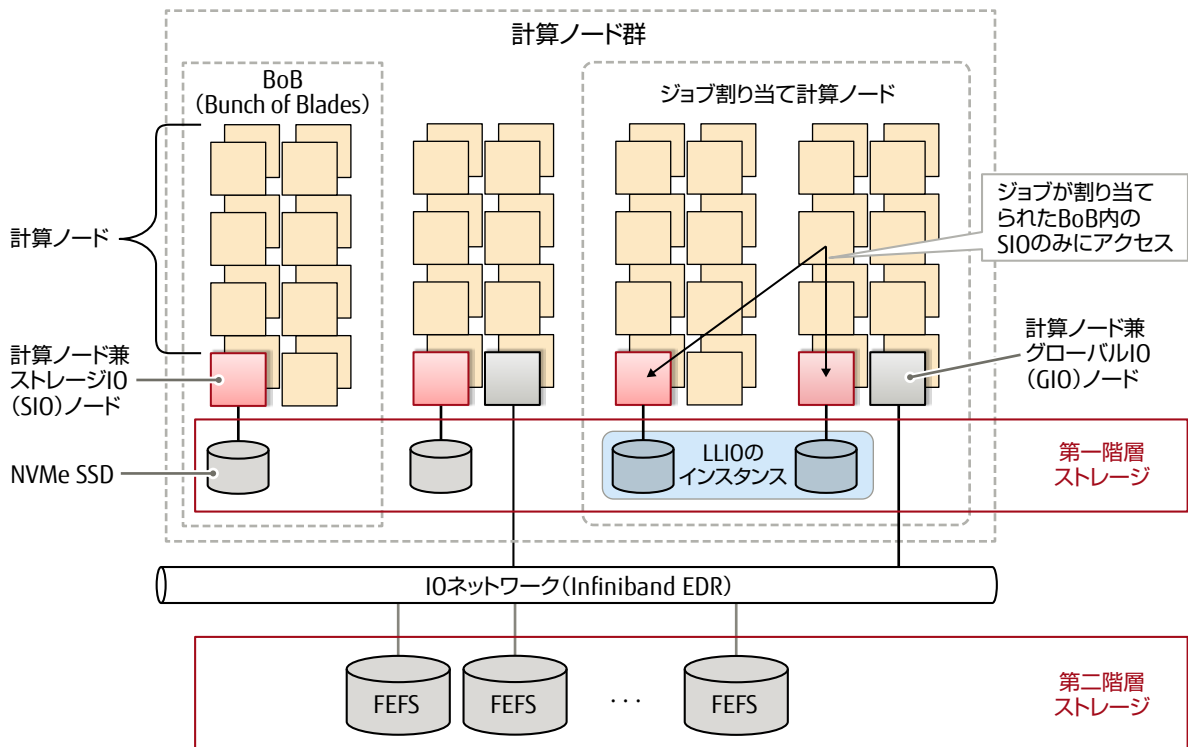 計算ノード群
BoB
(Bunch of Blades)
ジョブ割り当て計算ノード
計算ノード
ジョブが割り当て
られたBoB内の
SIOのみにアクセス
計算ノード兼
ストレージIO
(SIO)ノード
計算ノード兼
グローバルIO
(GIO)ノード
NVMe SSD
LLIOの
インスタンス
第一階層
ストレージ
IOネットワーク(Infiniband EDR)
FEFS
FEFS
...
FEFS
第二階層
ストレージ